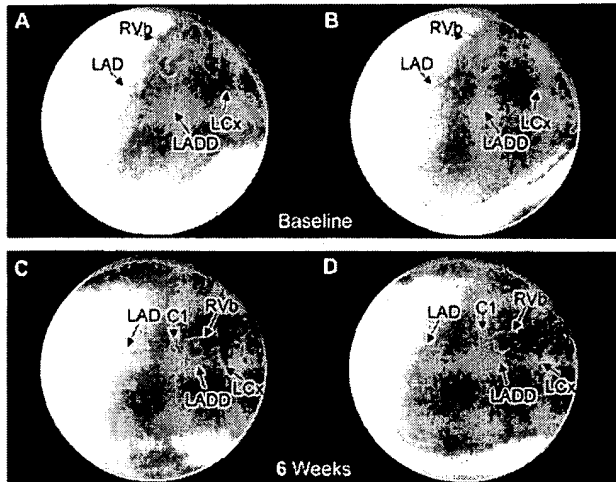 A
RVb
LAD
LCx
LADD
B
RVb
LAD
LCx
LADD
Baseline
C
LAD
C1
RVb
LADD
LCx
D
LAD
C1
RVb
LADD
LCx
6 Weeks